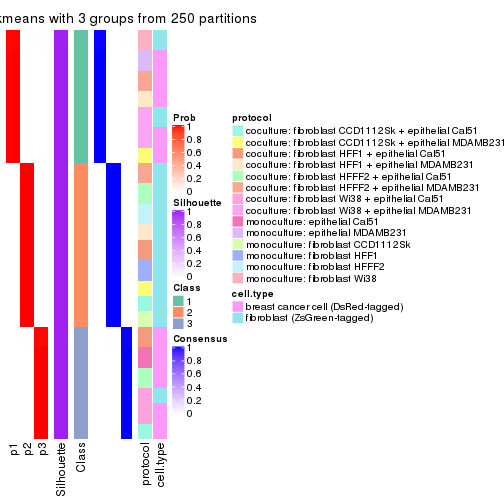 kmeans with 3 groups from 250 partitions
Prob
1
0.8
0.6
0.4
0.2
0
Silhouette
1
0.8
0.6
0.4
0.2
0
Class
1
2
3
Consensus
1
0.8
0.6
0.4
0.2
0
protocol
coculture: fibroblast CCD1112Sk + epithelial Cal51
coculture: fibroblast CCD1112Sk + epithelial MDAMB231
coculture: fibroblast HFF1 + epithelial Cal51
coculture: fibroblast HFF1 + epithelial MDAMB231
coculture: fibroblast HFFF2 + epithelial Cal51
coculture: fibroblast HFFF2 + epithelial MDAMB231
coculture: fibroblast Wi38 + epithelial Cal51
coculture: fibroblast Wi38 + epithelial MDAMB231
monoculture: epithelial Cal51
monoculture: epithelial MDAMB231
monoculture: fibroblast CCD1112Sk
monoculture: fibroblast HFF1
monoculture: fibroblast HFFF2
monoculture: fibroblast Wi38
cell.type
breast cancer cell (DsRed-tagged)
fibroblast (ZsGreen-tagged)
p1
p2
p3
Silhouette
Class
protocol
cell.type